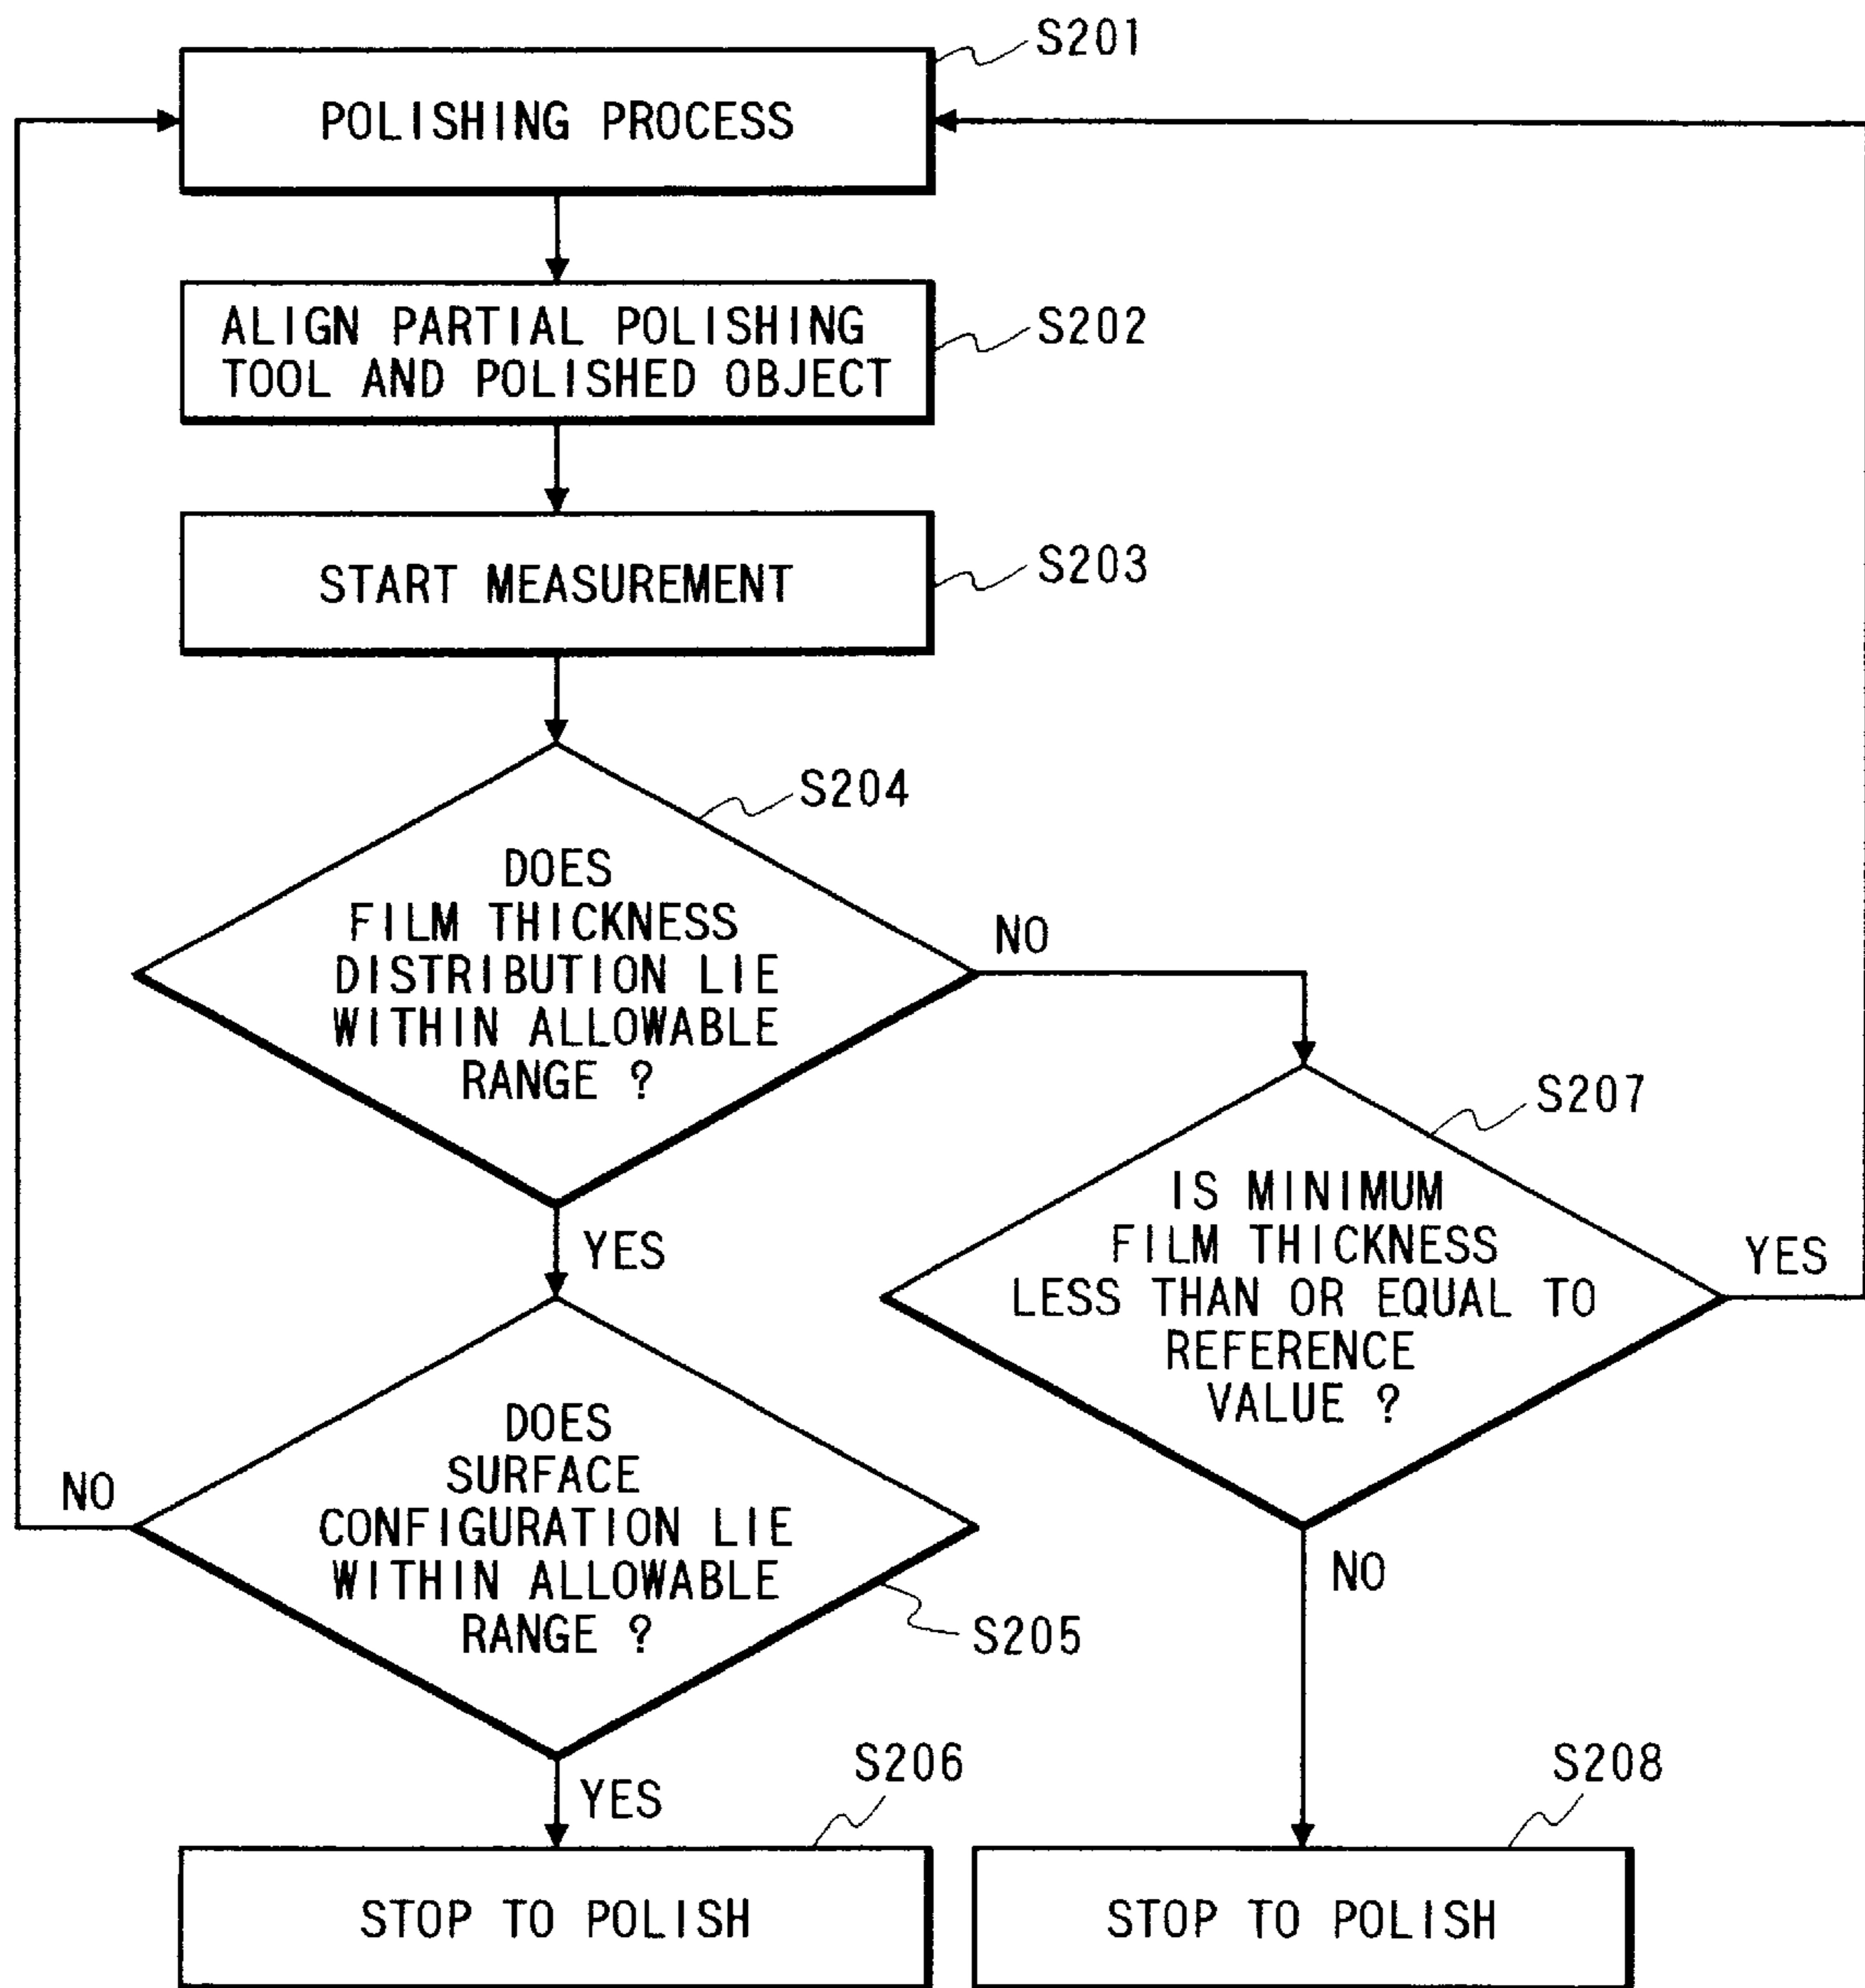 S201
POLISHING PROCESS
ALIGN PARTIAL POLISHING
TOOL AND POLISHED OBJECT
S202
START MEASUREMENT
S203
S204
DOES
FILM THICKNESS
DISTRIBUTION LIE
WITHIN ALLOWABLE
RANGE ?
NO
YES
S207
IS MINIMUM
FILM THICKNESS
LESS THAN OR EQUAL TO
REFERENCE
VALUE ?
YES
NO
DOES
SURFACE
CONFIGURATION LIE
WITHIN ALLOWABLE
RANGE ?
NO
S205
YES
S206
STOP TO POLISH
S208
STOP TO POLISH